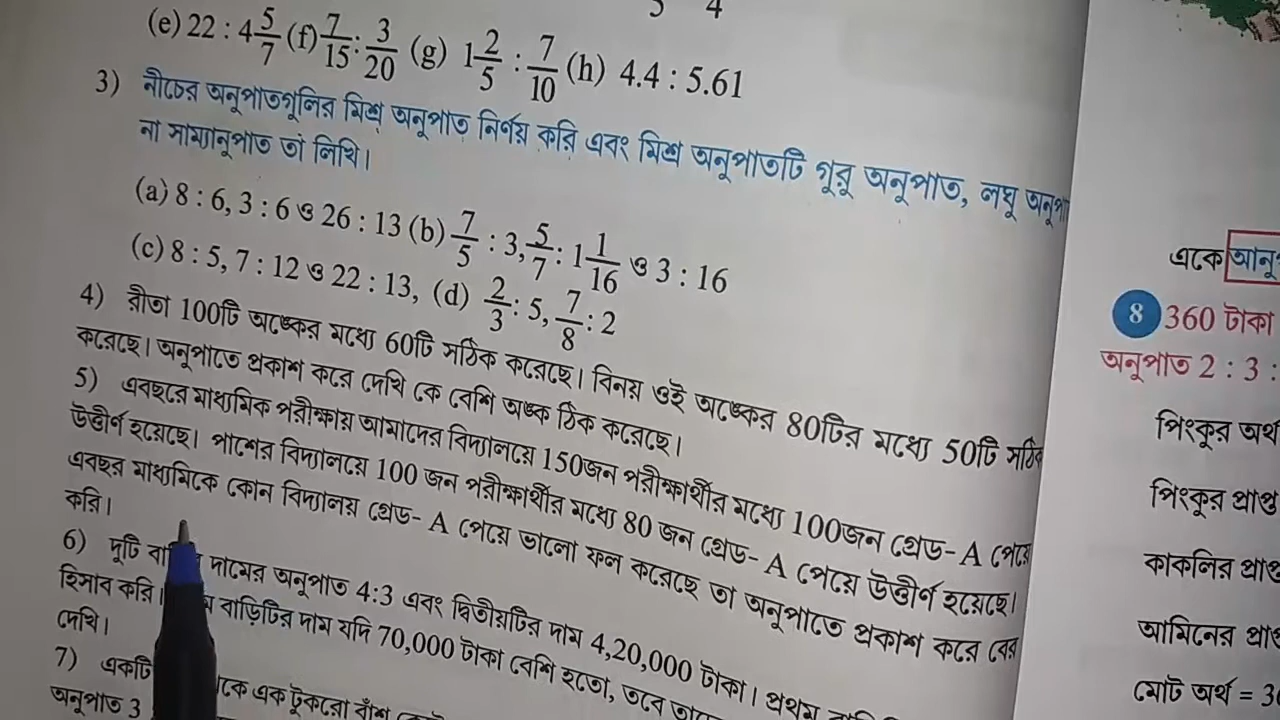 5 4
(e) 22 : 4 5/7 (f) 7/15 : 3/20 (g) 1 2/5 : 7/10 (h) 4.4 : 5.61
3) নীচের অনুপাতগুলির মিশ্র অনুপাত নির্ণয় করি এবং মিশ্র অনুপাতটি গুরু অনুপাত, লঘু অনুপা
না সাম্যানুপাত তা লিখি।
(a) 8 : 6, 3 : 6 ও 26 : 13 (b) 7/5 : 3, 5/7 : 1 1/16 ও 3 : 16
(c) 8 : 5, 7 : 12 ও 22 : 13, (d) 2/3 : 5, 7/8 : 2
4) রীতা 100টি অঙ্কের মধ্যে 60টি সঠিক করেছে। বিনয় ওই অঙ্কের 80টির মধ্যে 50টি সঠিক
করেছে। অনুপাতে প্রকাশ করে দেখি কে বেশি অঙ্ক ঠিক করেছে।
5) এবছরে মাধ্যমিক পরীক্ষায় আমাদের বিদ্যালয়ে 150জন পরীক্ষার্থীর মধ্যে 100জন গ্রেড- A পেয়ে
উত্তীর্ণ হয়েছে। পাশের বিদ্যালয়ে 100 জন পরীক্ষার্থীর মধ্যে 80 জন গ্রেড- A পেয়ে উত্তীর্ণ হয়েছে।
এবছর মাধ্যমিকে কোন বিদ্যালয় গ্রেড- A পেয়ে ভালো ফল করেছে তা অনুপাতে প্রকাশ করে বের
করি।
6) দুটি দামের অনুপাত 4:3 এবং দ্বিতীয়টির দাম 4,20,000 টাকা। প্রথম
হিসাব করি। বাড়িটির দাম যদি 70,000 টাকা বেশি হতো, তবে
দেখি।
7) একটি এক টুকরো বাঁশ
অনুপাত 3
একে আনু
8 360 টাকা
অনুপাত 2 : 3 :
পিংকুর অর্থ
পিংকুর প্রাপ্ত
কাকলির প্রাপ্ত
আমিনের প্রাপ্ত
মোট অর্থ = 3